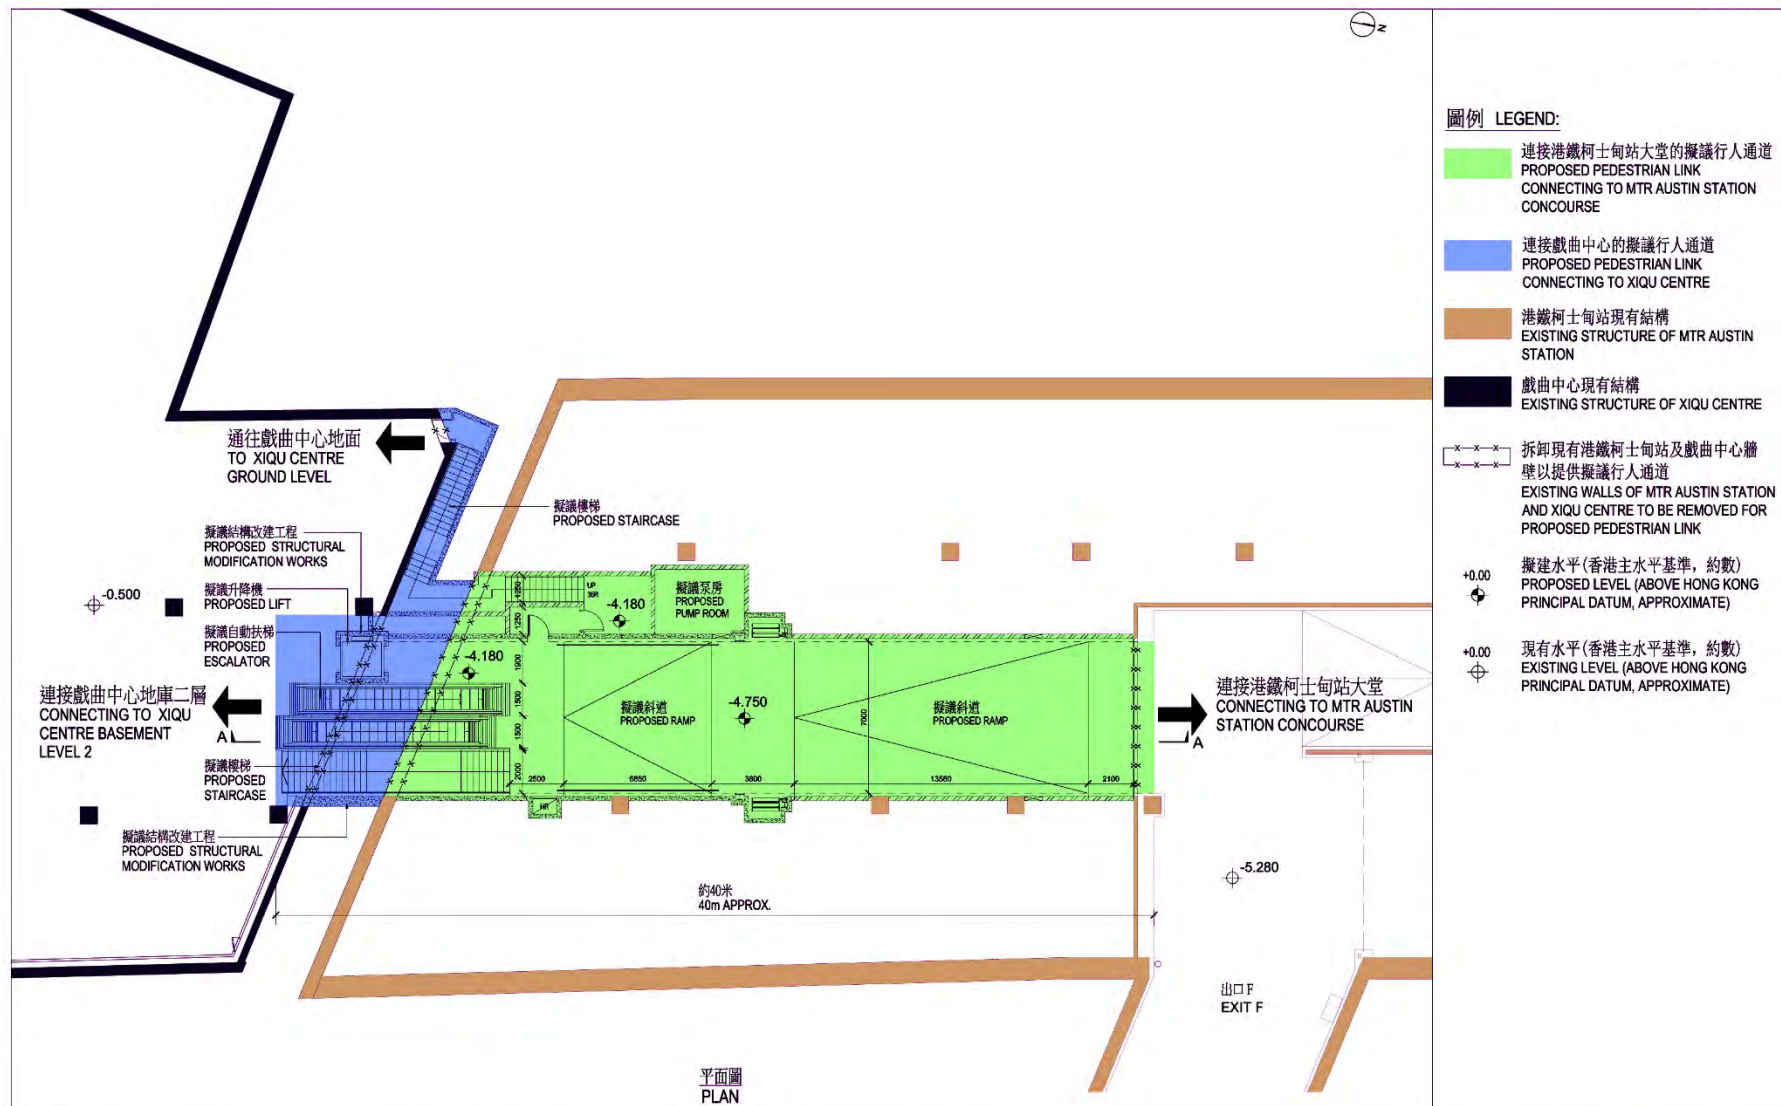 N
通往戲曲中心地面
TO XIQU CENTRE
GROUND LEVEL
擬議樓梯
PROPOSED STAIRCASE
擬議結構改建工程
PROPOSED STRUCTURAL
MODIFICATION WORKS
擬議升降機
PROPOSED LIFT
-0.500
擬議自動扶梯
PROPOSED
ESCALATOR
連接戲曲中心地庫二層
CONNECTING TO XIQU
CENTRE BASEMENT
LEVEL 2
A
擬議樓梯
PROPOSED
STAIRCASE
擬議結構改建工程
PROPOSED STRUCTURAL
MODIFICATION WORKS
1250
UP
1250
-4.180
擬議泵房
PROPOSED
PUMP ROOM
-4.180
1900
1500
1500
2000
擬議斜道
PROPOSED RAMP
-4.750
擬議斜道
PROPOSED RAMP
7000
2500
6850
3800
13580
2100
HR
連接港鐵柯士甸站大堂
CONNECTING TO MTR AUSTIN
STATION CONCOURSE
A
-5.280
約40米
40m APPROX.
出口 F
EXIT F
平面圖
PLAN
圖例 LEGEND:
連接港鐵柯士甸站大堂的擬議行人通道
PROPOSED PEDESTRIAN LINK
CONNECTING TO MTR AUSTIN STATION
CONCOURSE
連接戲曲中心的擬議行人通道
PROPOSED PEDESTRIAN LINK
CONNECTING TO XIQU CENTRE
港鐵柯士甸站現有結構
EXISTING STRUCTURE OF MTR AUSTIN
STATION
戲曲中心現有結構
EXISTING STRUCTURE OF XIQU CENTRE
拆卸現有港鐵柯士甸站及戲曲中心牆
壁以提供擬議行人通道
EXISTING WALLS OF MTR AUSTIN STATION
AND XIQU CENTRE TO BE REMOVED FOR
PROPOSED PEDESTRIAN LINK
+0.00
擬建水平(香港主水平基準，約數)
PROPOSED LEVEL (ABOVE HONG KONG
PRINCIPAL DATUM, APPROXIMATE)
+0.00
現有水平(香港主水平基準，約數)
EXISTING LEVEL (ABOVE HONG KONG
PRINCIPAL DATUM, APPROXIMATE)